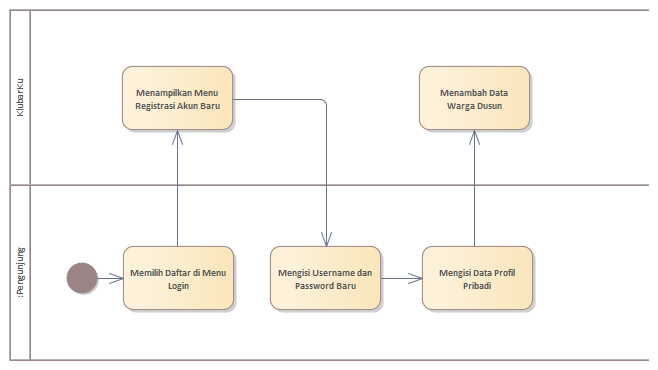 KlubanKu
Menampilkan Menu
Registrasi Akun Baru
Menambah Data
Warga Dusun
:Pengunjung
Memilih Daftar di Menu
Login
Mengisi Username dan
Password Baru
Mengisi Data Profil
Pribadi